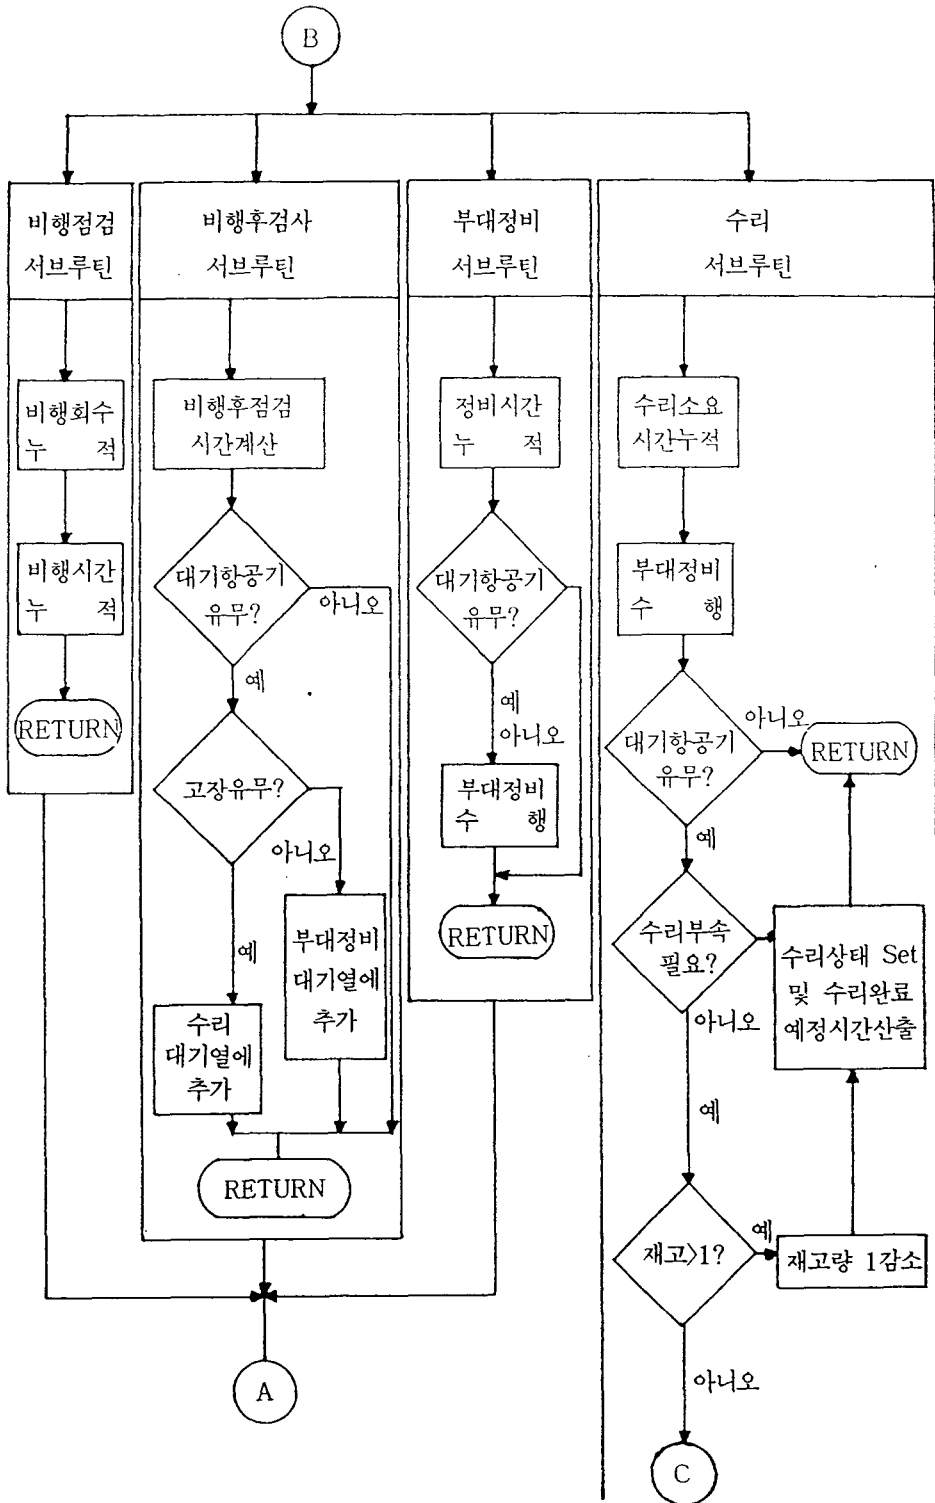 B
비행점검
서브루틴
비행회수
누 적
비행시간
누 적
RETURN
비행후검사
서브루틴
비행후점검
시간계산
대기항공기
유무?
아니오
예
고장유무?
아니오
예
부대정비
대기열에
추가
수리
대기열에
추가
RETURN
부대정비
서브루틴
정비시간
누 적
대기항공기
유무?
예
아니오
부대정비
수 행
RETURN
A
수리
서브루틴
수리소요
시간누적
부대정비
수 행
대기항공기
유무?
아니오
RETURN
예
수리부속
필요?
아니오
수리상태 Set
및 수리완료
예정시간산출
예
재고>1?
예
재고량 1감소
아니오
C